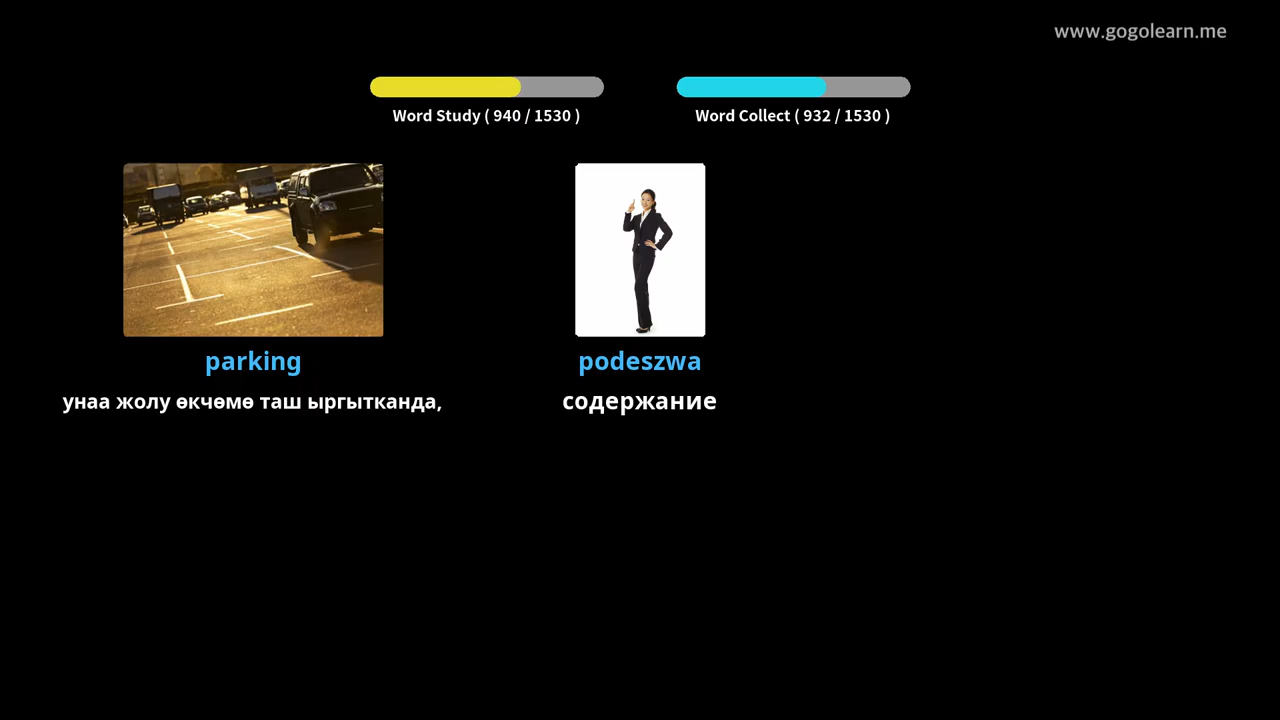 www.gogolearn.me
Word Study ( 940 / 1530 )
Word Collect ( 932 / 1530 )
parking
унаа жолу өкчөмө таш ыргытканда,
podeszwa
содержание